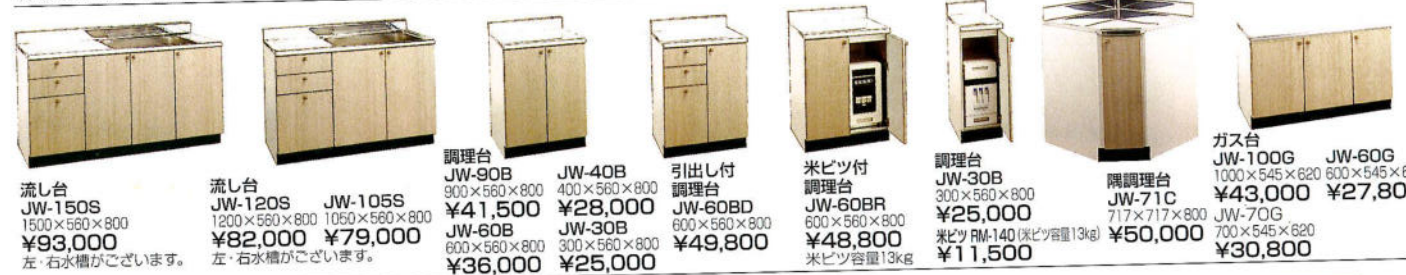 流し台
JW-150S
1500×560×800
¥93,000
左・右水槽がございます。
流し台
JW-120S JW-105S
1200×560×800 1050×560×800
¥82,000 ¥79,000
左・右水槽がございます。
調理台
JW-90B JW-40B
900×560×800 400×560×800
¥41,500 ¥28,000
JW-60B JW-30B
600×560×800 300×560×800
¥36,000 ¥25,000
引出し付
調理台
JW-60BD
600×560×800
¥49,800
米ビツ付
調理台
JW-60BR
600×560×800
¥48,800
米ビツ容量13kg
調理台
JW-30B
300×560×800
¥25,000
米ビツ RM-140(米ビツ容量13kg)
¥11,500
隅調理台
JW-71C
717×717×800
¥50,000
ガス台
JW-100G JW-60G
1000×545×620 600×545×6
¥43,000 ¥27,80
JW-70G
700×545×620
¥30,800